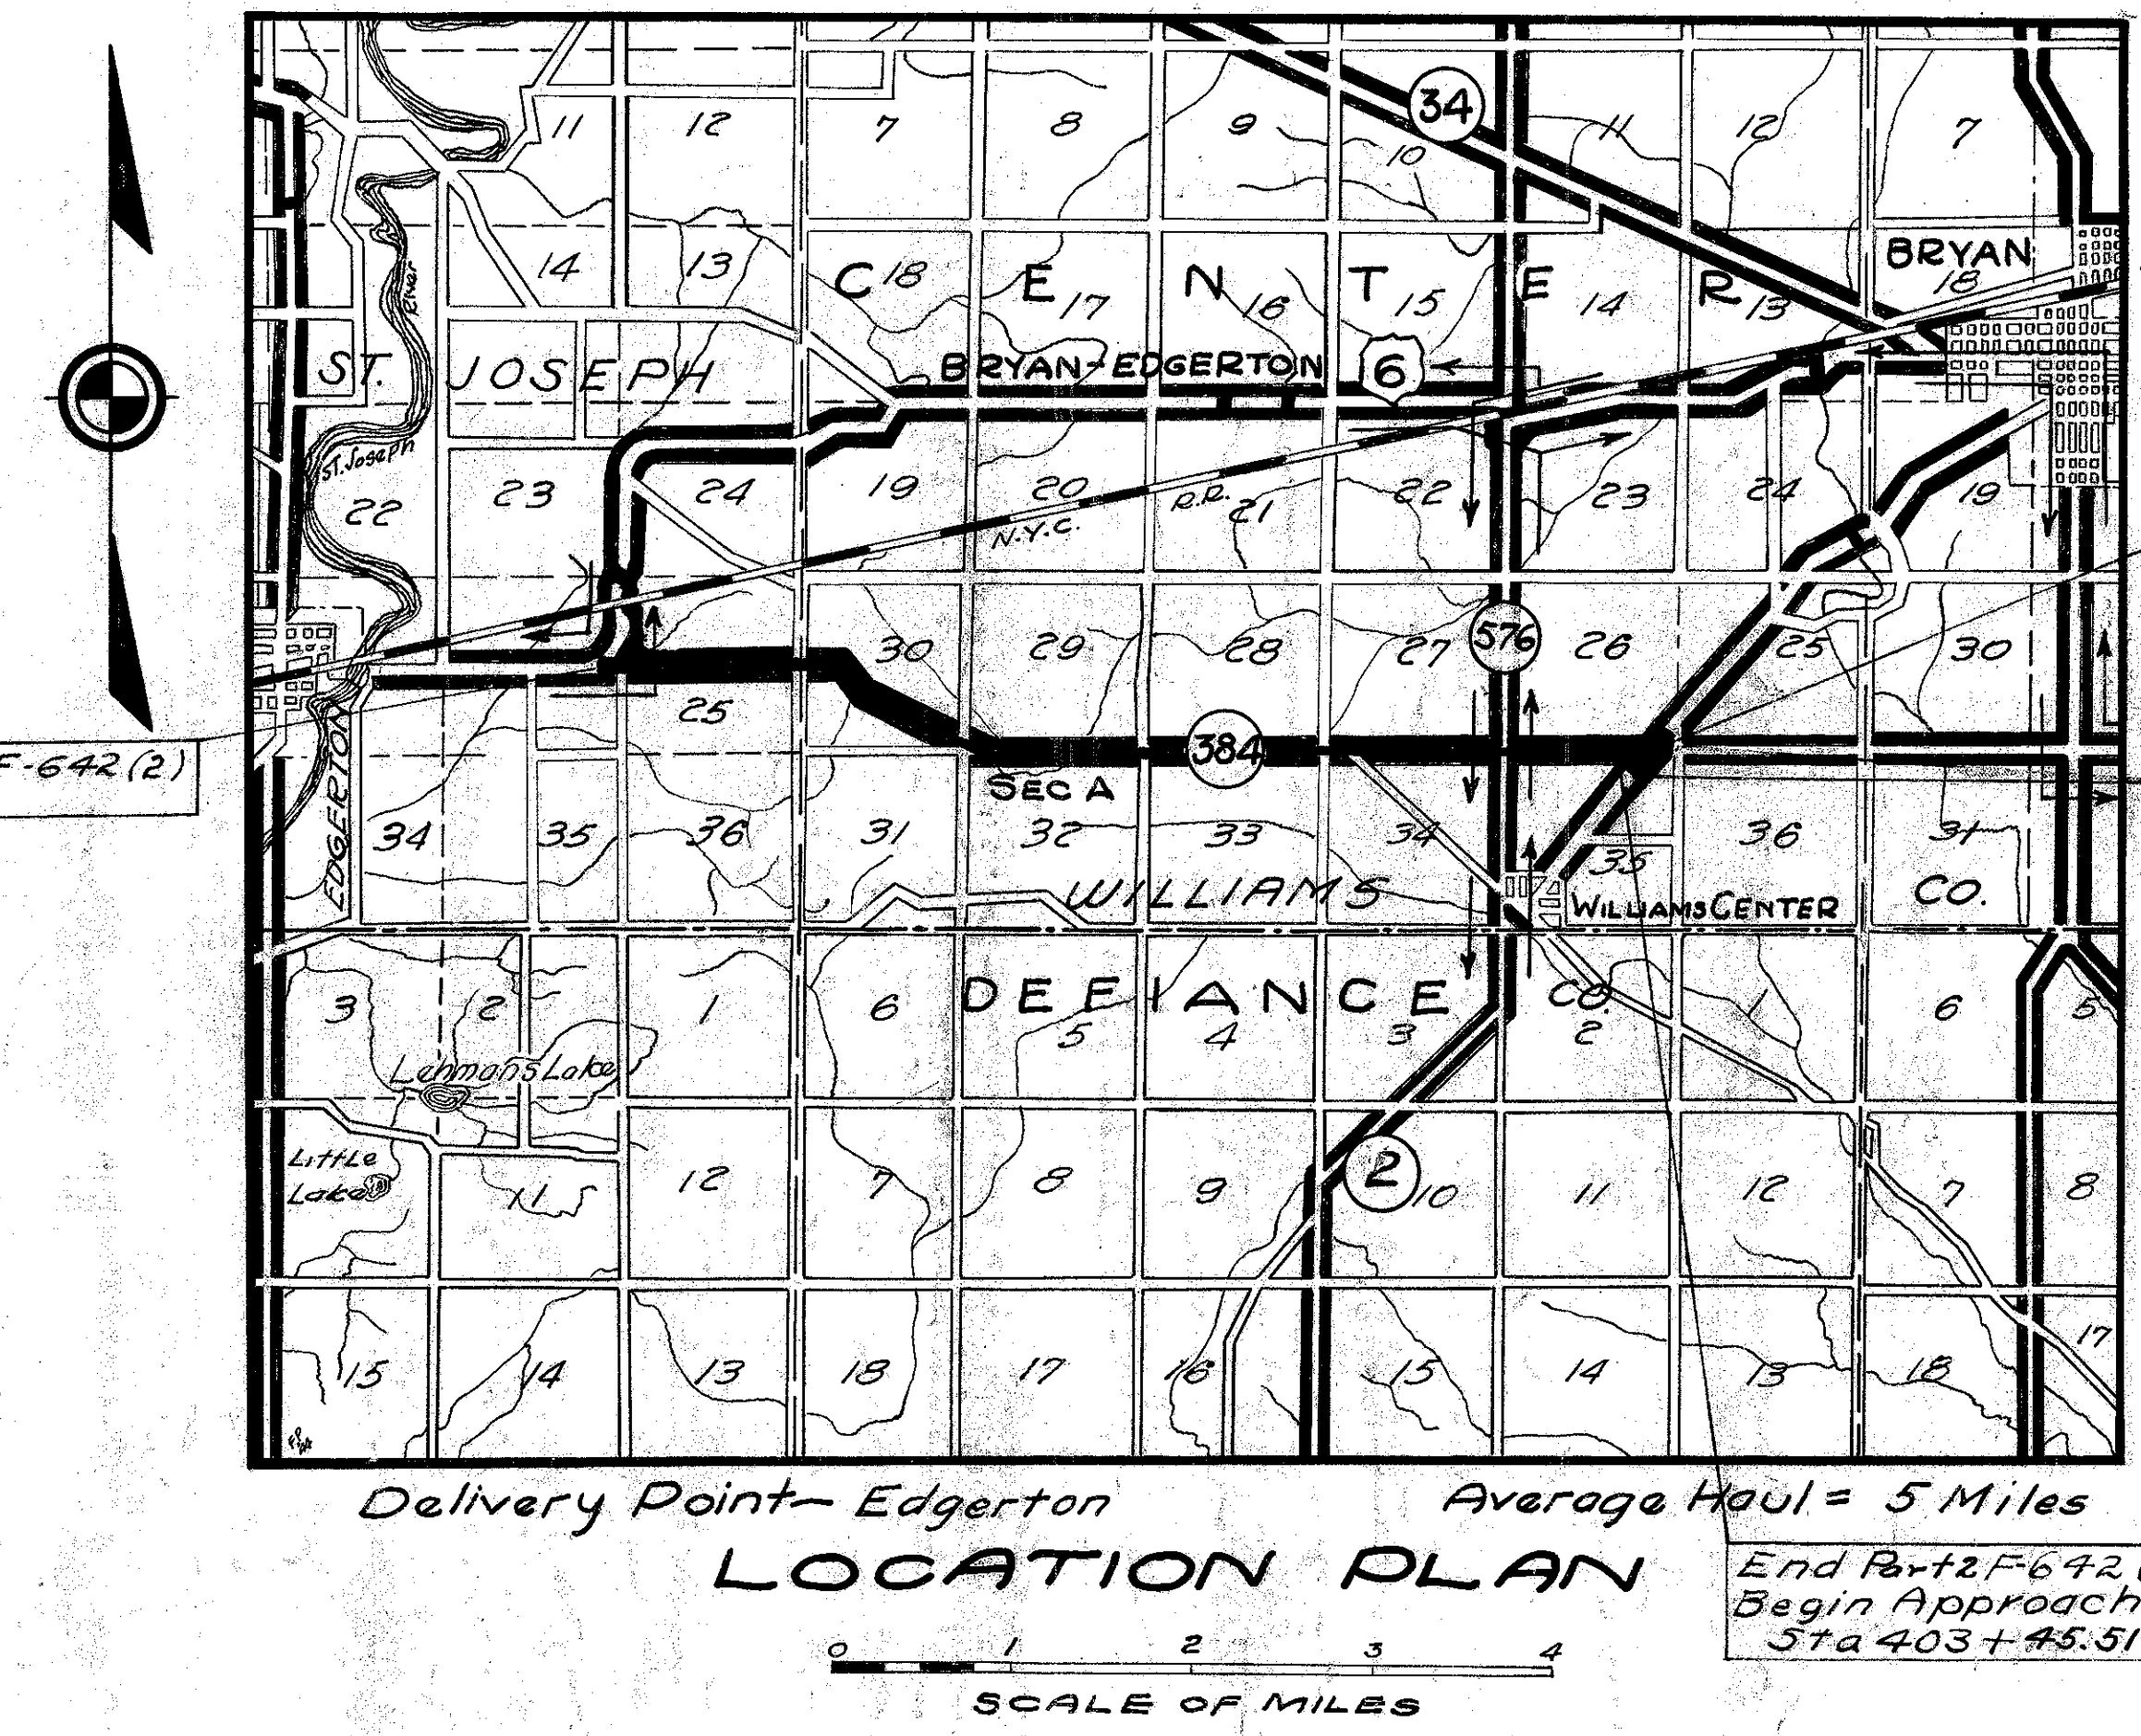 34
11 12 7 8 9 10 11 12 7
14 13 C 18 E 17 N 16 T 15 E 14 R 13 BRYAN 18
River
ST. JOSEPH
BRYAN-EDGERTON 6
St. Joseph
22 23 24 19 20 21 22 23 24 19
N.Y.C. R.R.
30 29 28 27 576 26 25 30
25
384
F-642(2)
SEC A
EDGERTON
34 35 36 31 32 33 34 35 36 31
WILLIAMS CO.
WILLIAMS CENTER
3 2 1 6 5 4 3 2 1 6 5
DEFIANCE CO.
Lehmans Lake
Little
Lake
11 12 7 8 9 2 10 11 12 7 8
15 14 13 18 17 16 15 14 13 18 17
Delivery Point- Edgerton
Average Haul = 5 Miles
LOCATION PLAN
End Part 2 F-642 (
Begin Approach
Sta 403 + 45.51
0 1 2 3 4
SCALE OF MILES